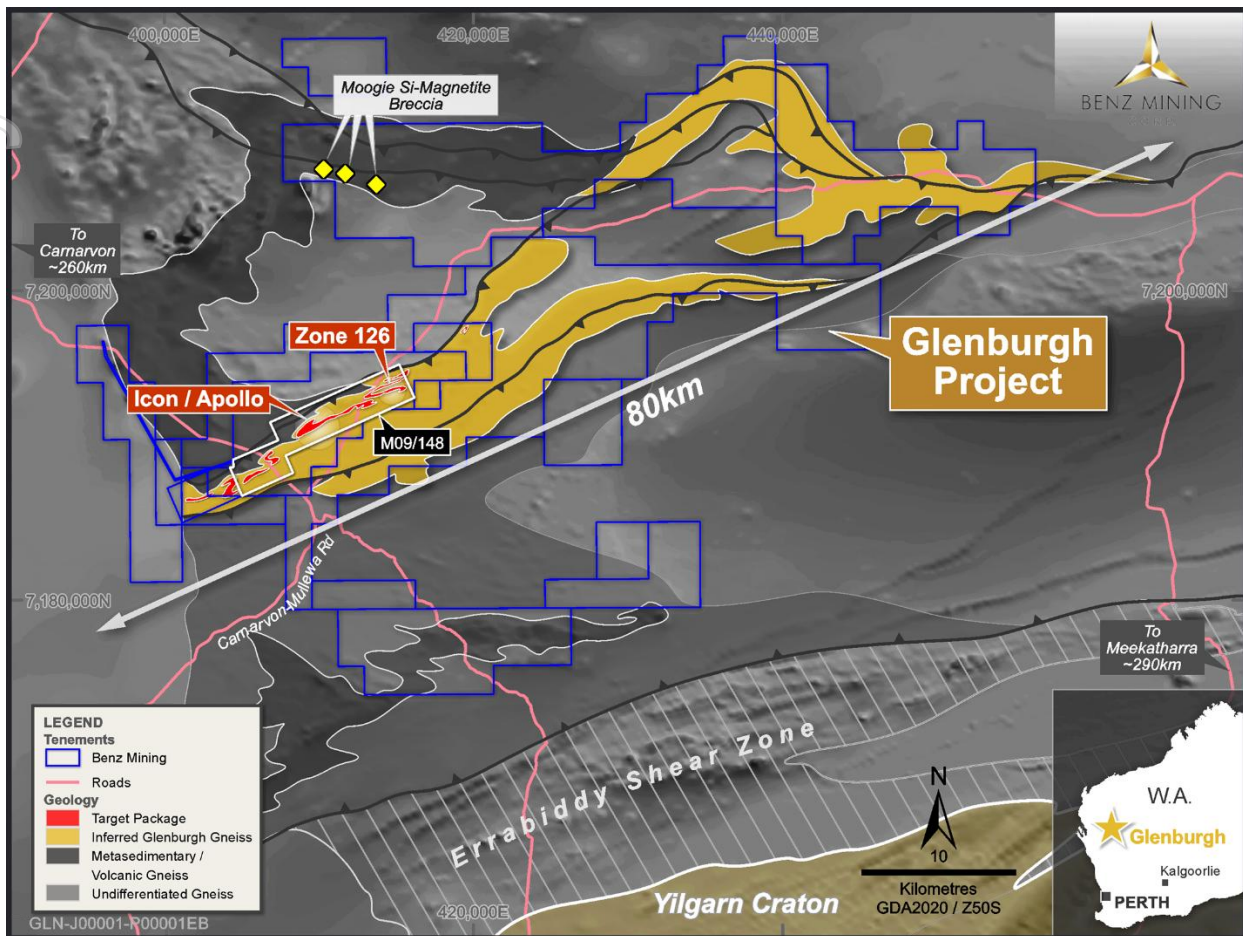 400,000E
420,000E
440,000E
Moogie Si-Magnetite
Breccia
BENZ MINING
To
Carnarvon
~260km
7,200,000N
7,200,000N
Zone 126
Icon / Apollo
M09/148
80km
Glenburgh
Project
7,180,000N
Carnarvon-Mullewa Rd
To
Meekatharra
~290km
Errabiddy Shear Zone
Yilgarn Craton
420,000E
N
10
Kilometres
GDA2020 / Z50S
LEGEND
Tenements
Benz Mining
Roads
Geology
Target Package
Inferred Glenburgh Gneiss
Metasedimentary /
Volcanic Gneiss
Undifferentiated Gneiss
GLN-J00001-P00001EB
W.A.
Glenburgh
Kalgoorlie
PERTH